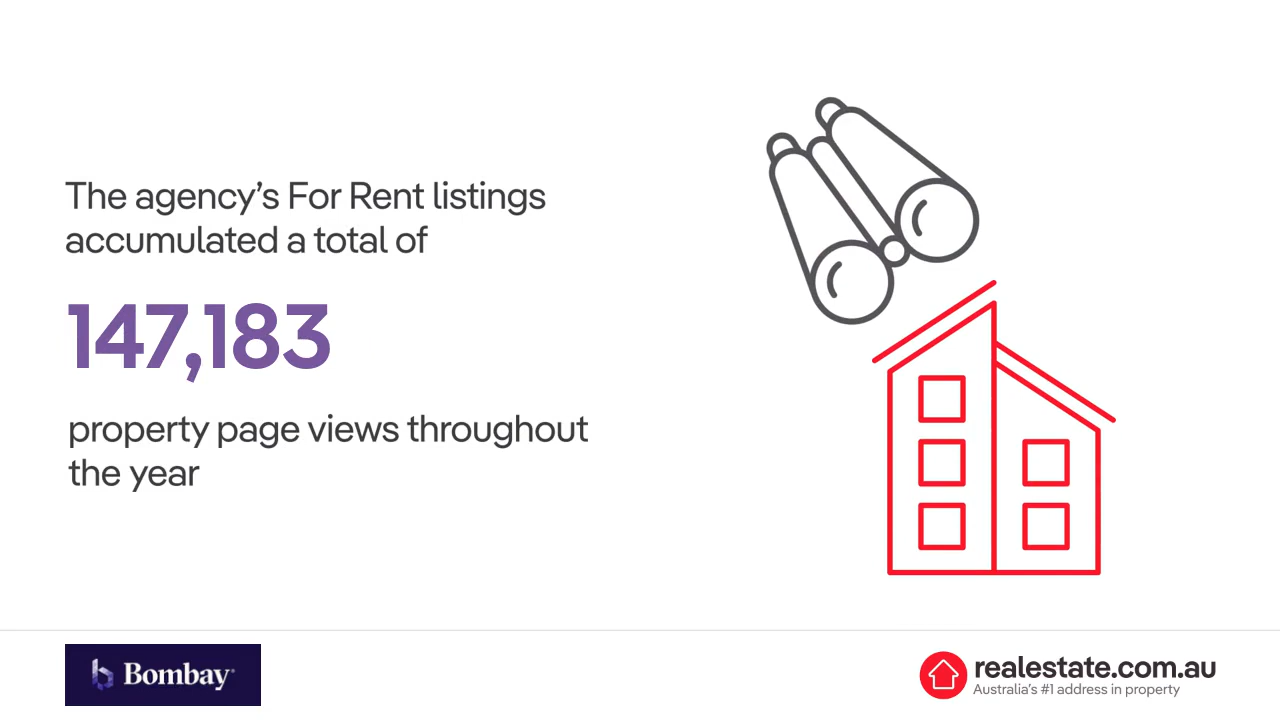 The agency’s For Rent listings
accumulated a total of
147,183
property page views throughout
the year
Bombay
realestate.com.au
Australia’s #1 address in property